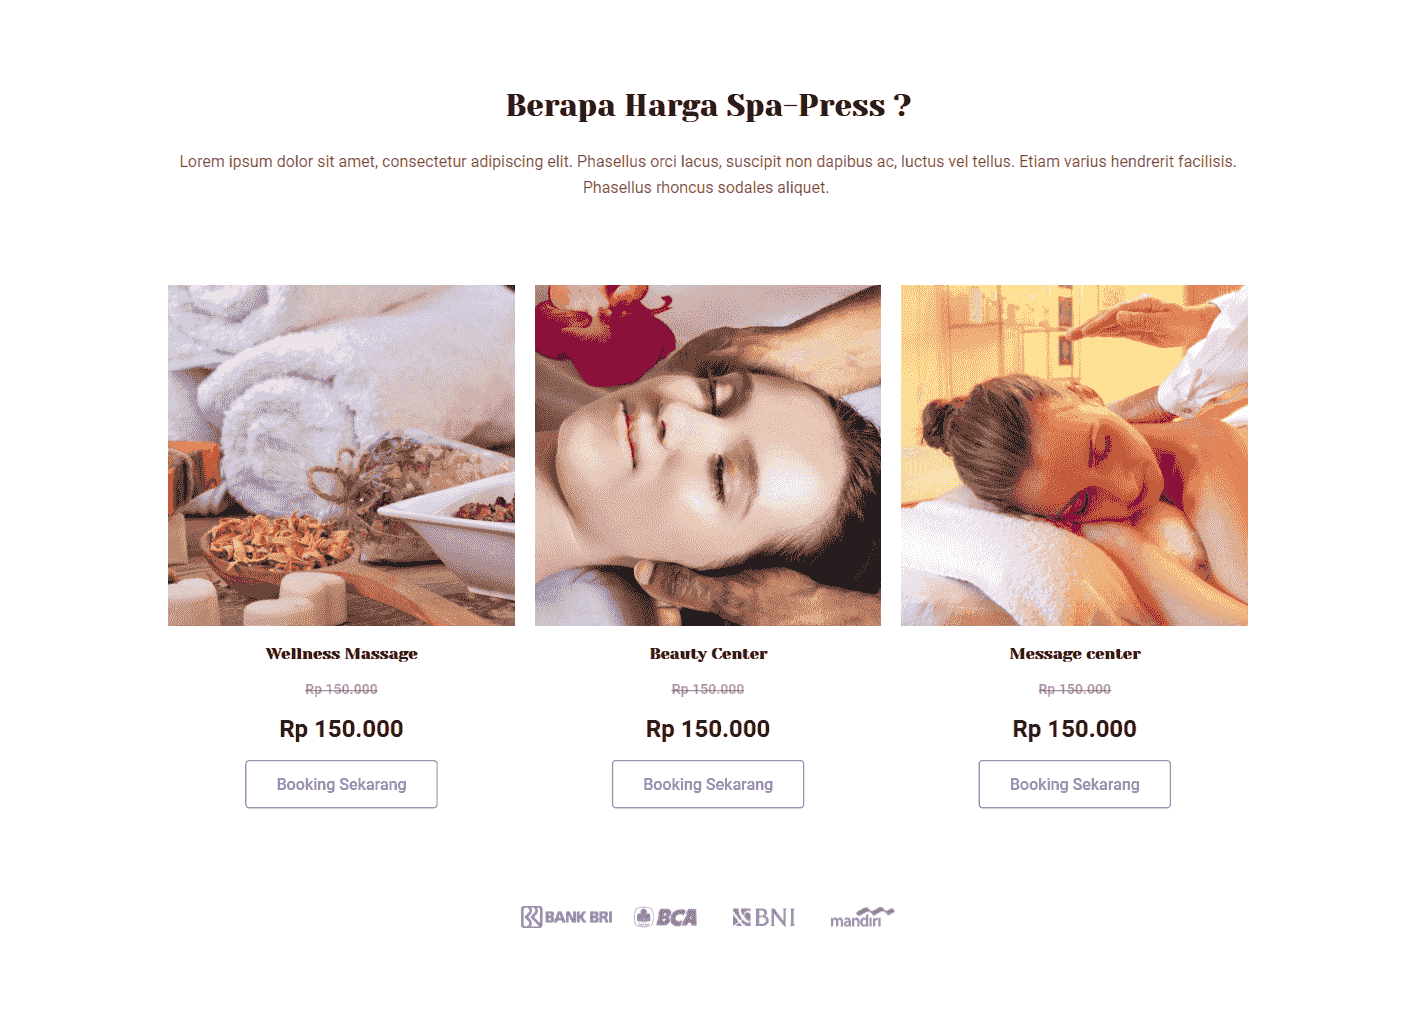 Berapa Harga Spa-Press ?
Lorem ipsum dolor sit amet, consectetur adipiscing elit. Phasellus orci lacus, suscipit non dapibus ac, luctus vel tellus. Etiam varius hendrerit facilisis.
Phasellus rhoncus sodales aliquet.
Wellness Massage
Rp 150.000
Rp 150.000
Booking Sekarang
Beauty Center
Rp 150.000
Rp 150.000
Booking Sekarang
Message center
Rp 150.000
Rp 150.000
Booking Sekarang
BANK BRI
BCA
BNI
mandiri